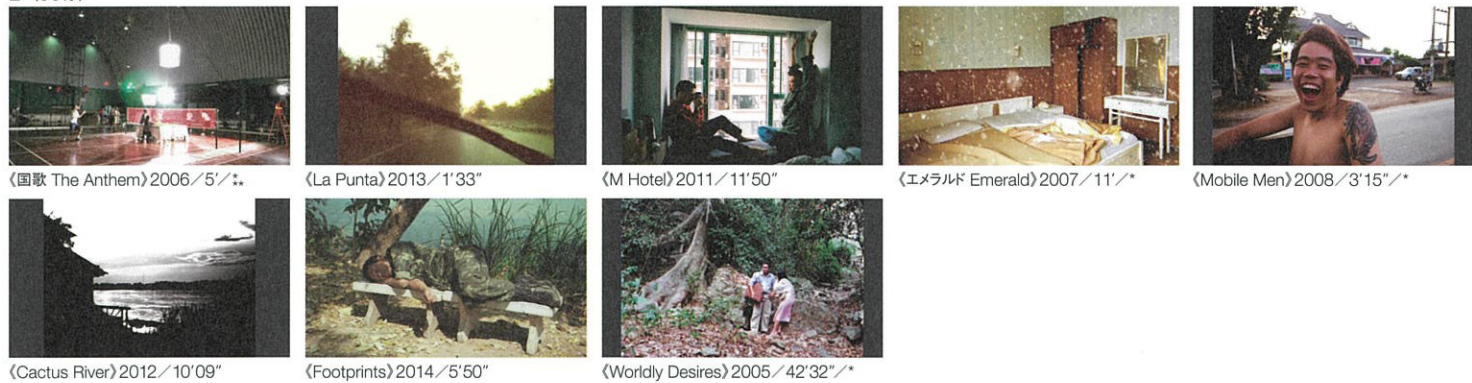 《国歌 The Anthem》2006／5′／⁑
《La Punta》2013／1′33″
《M Hotel》2011／11′50″
《エメラルド Emerald》2007／11′／*
《Mobile Men》2008／3′15″／*
《Cactus River》2012／10′09″
《Footprints》2014／5′50″
《Worldly Desires》2005／42′32″／*